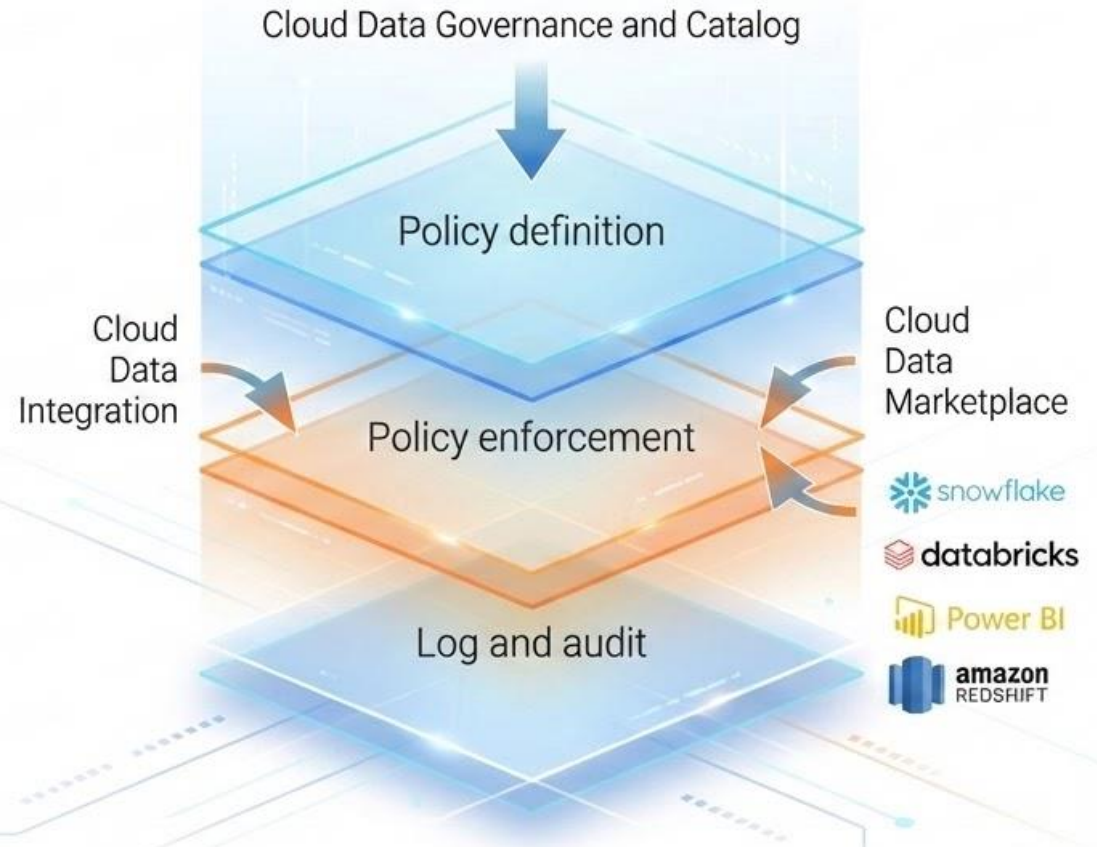 Cloud Data Governance and Catalog
Policy definition
Cloud
Data
Integration
Cloud
Data
Marketplace
Policy enforcement
snowflake
databricks
Power BI
amazon
REDSHIFT
Log and audit